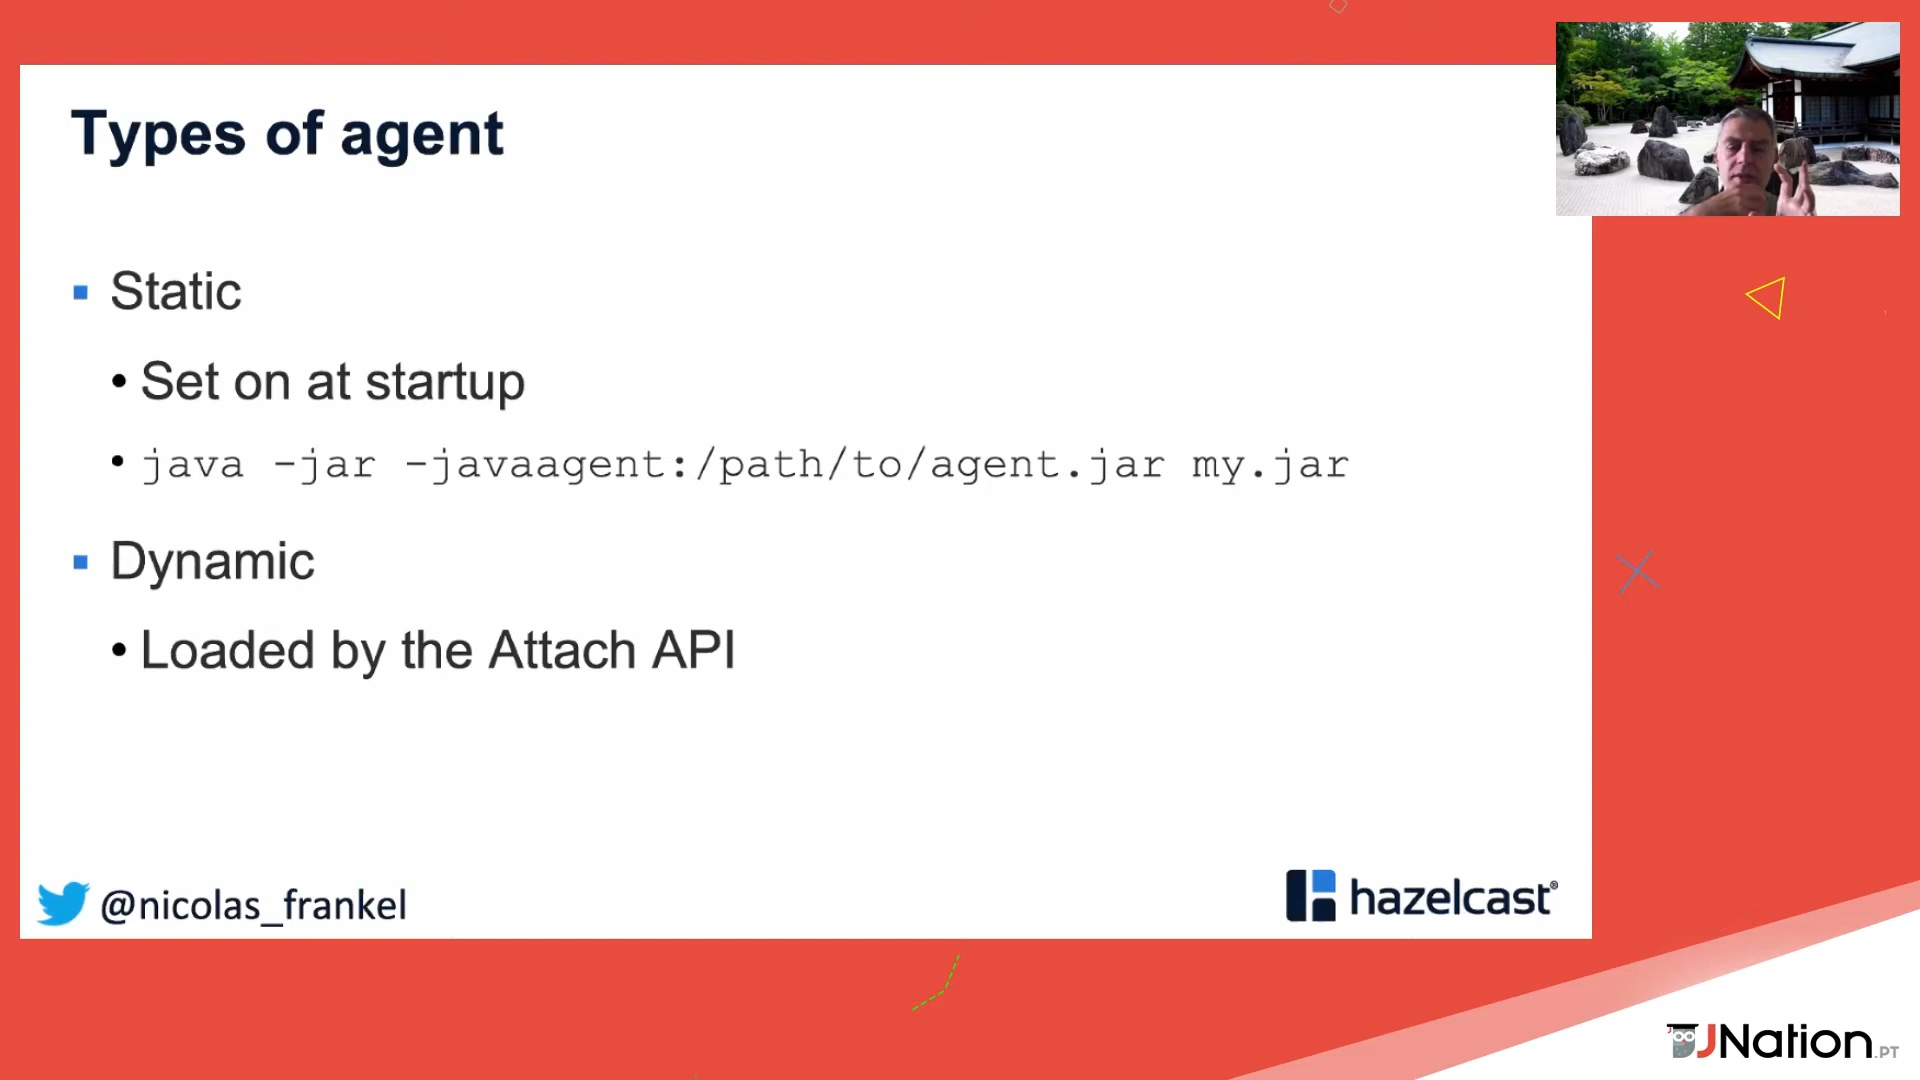 Types of agent
▪ Static
• Set on at startup
• java -jar -javaagent:/path/to/agent.jar my.jar
▪ Dynamic
• Loaded by the Attach API
@nicolas_frankel
hazelcast®
JNation.PT